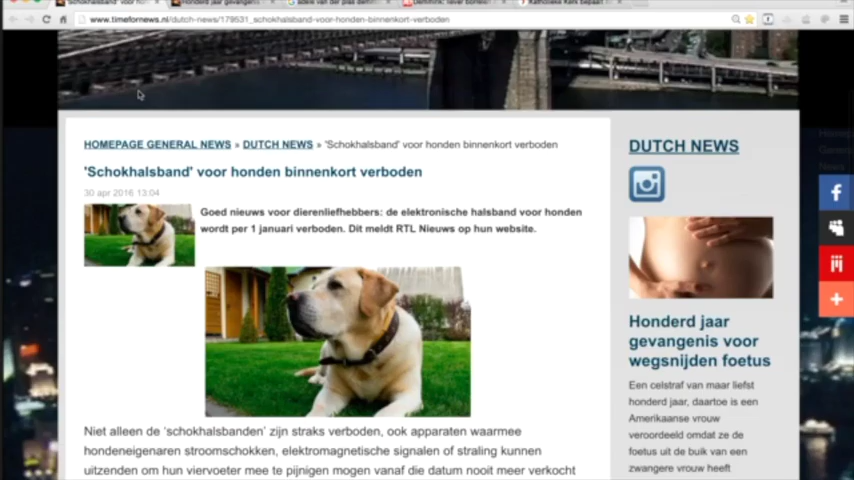 'Schokhalsband' voor hon
Honderd jaar gevangenis
www.timefornews.nl/dutch-news/179531_schokhalsband-voor-honden-binnenkort-verboden
HOMEPAGE GENERAL NEWS » DUTCH NEWS » 'Schokhalsband' voor honden binnenkort verboden
'Schokhalsband' voor honden binnenkort verboden
30 apr 2016 13:04
Goed nieuws voor dierenliefhebbers: de elektronische halsband voor honden
wordt per 1 januari verboden. Dit meldt RTL Nieuws op hun website.
Niet alleen de 'schokhalsbanden' zijn straks verboden, ook apparaten waarmee
hondeneigenaren stroomschokken, elektromagnetische signalen of straling kunnen
uitzenden om hun viervoeter mee te pijnigen mogen vanaf die datum nooit meer verkocht
DUTCH NEWS
Honderd jaar
gevangenis voor
wegsnijden foetus
Een celstraf van maar liefst
honderd jaar, daartoe is een
Amerikaanse vrouw
veroordeeld omdat ze de
foetus uit de buik van een
zwangere vrouw heeft